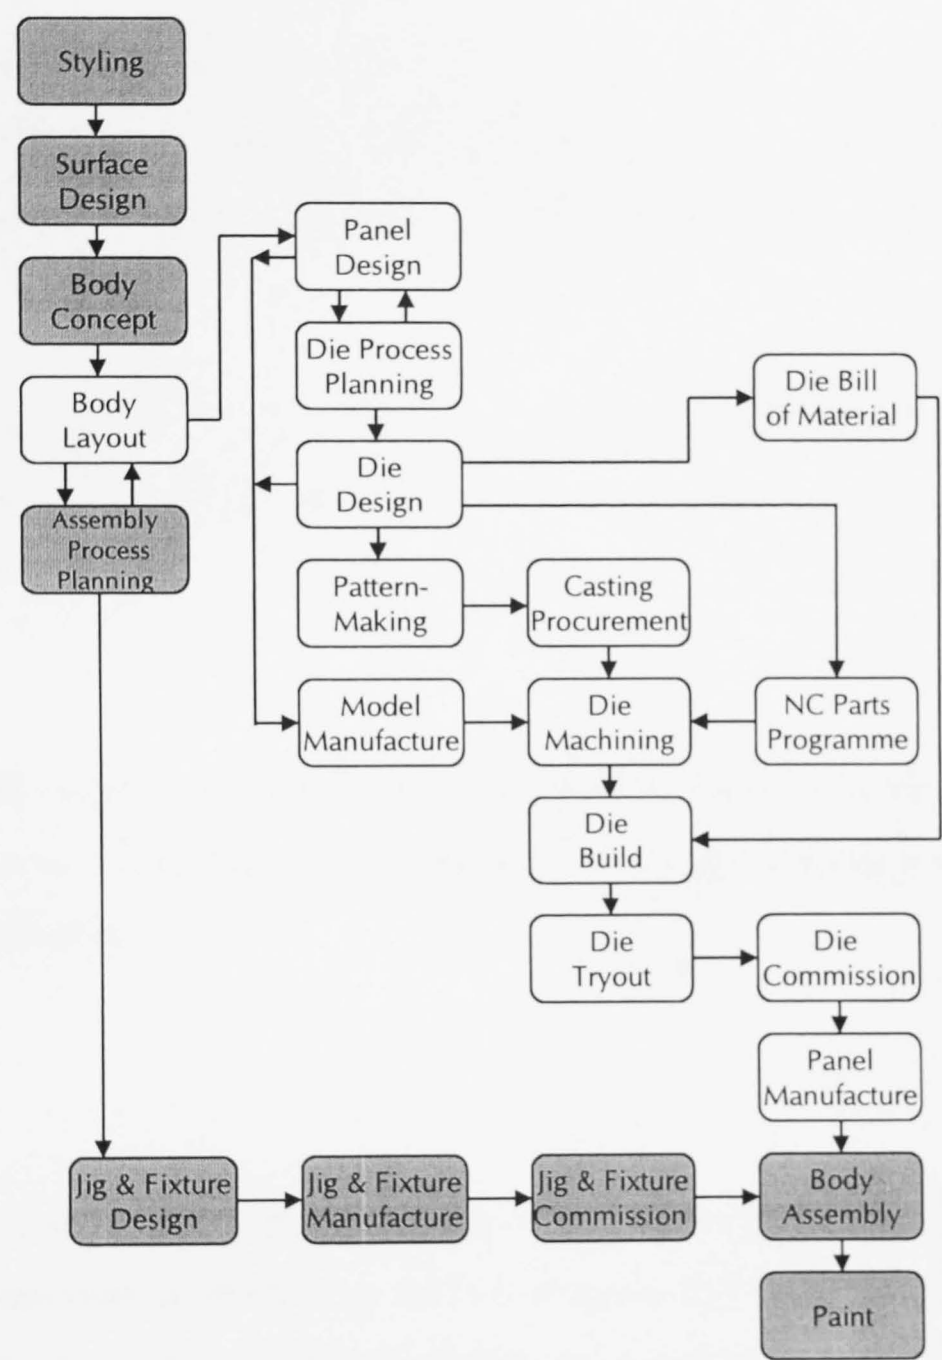 Styling
Surface
Design
Body
Concept
Body
Layout
Assembly
Process
Planning
Panel
Design
Die Process
Planning
Die
Design
Die Bill
of Material
Pattern-
Making
Casting
Procurement
Model
Manufacture
Die
Machining
NC Parts
Programme
Die
Build
Die
Tryout
Die
Commission
Panel
Manufacture
Jig & Fixture
Design
Jig & Fixture
Manufacture
Jig & Fixture
Commission
Body
Assembly
Paint